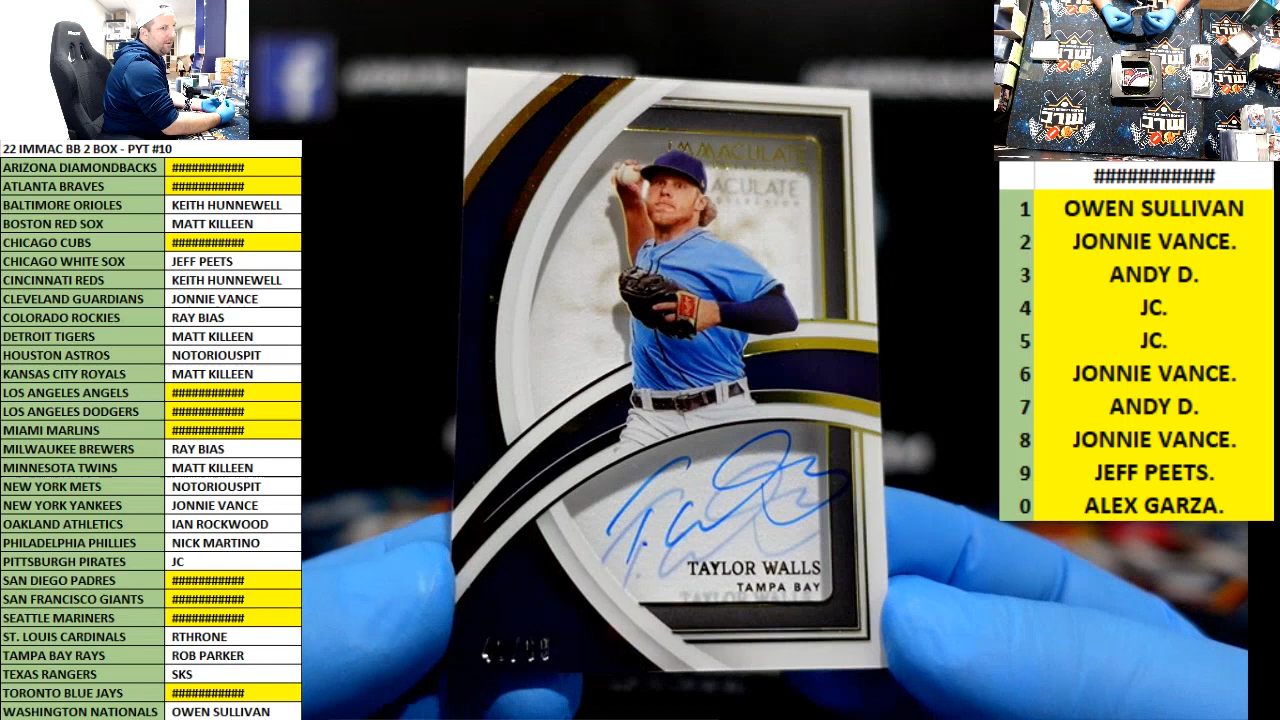 22 IMMAC BB 2 BOX - PYT #10
ARIZONA DIAMONDBACKS ###########
ATLANTA BRAVES ###########
BALTIMORE ORIOLES KEITH HUNNEWELL
BOSTON RED SOX MATT KILLEEN
CHICAGO CUBS ###########
CHICAGO WHITE SOX JEFF PEETS
CINCINNATI REDS KEITH HUNNEWELL
CLEVELAND GUARDIANS JONNIE VANCE
COLORADO ROCKIES RAY BIAS
DETROIT TIGERS MATT KILLEEN
HOUSTON ASTROS NOTORIOUSPIT
KANSAS CITY ROYALS MATT KILLEEN
LOS ANGELES ANGELS ###########
LOS ANGELES DODGERS ###########
MIAMI MARLINS ###########
MILWAUKEE BREWERS RAY BIAS
MINNESOTA TWINS MATT KILLEEN
NEW YORK METS NOTORIOUSPIT
NEW YORK YANKEES JONNIE VANCE
OAKLAND ATHLETICS IAN ROCKWOOD
PHILADELPHIA PHILLIES NICK MARTINO
PITTSBURGH PIRATES JC
SAN DIEGO PADRES ###########
SAN FRANCISCO GIANTS ###########
SEATTLE MARINERS ###########
ST. LOUIS CARDINALS RTHRONE
TAMPA BAY RAYS ROB PARKER
TEXAS RANGERS SKS
TORONTO BLUE JAYS ###########
WASHINGTON NATIONALS OWEN SULLIVAN
IMMACULATE
TAYLOR WALLS
TAMPA BAY
###########
1 OWEN SULLIVAN
2 JONNIE VANCE.
3 ANDY D.
4 JC.
5 JC.
6 JONNIE VANCE.
7 ANDY D.
8 JONNIE VANCE.
9 JEFF PEETS.
0 ALEX GARZA.